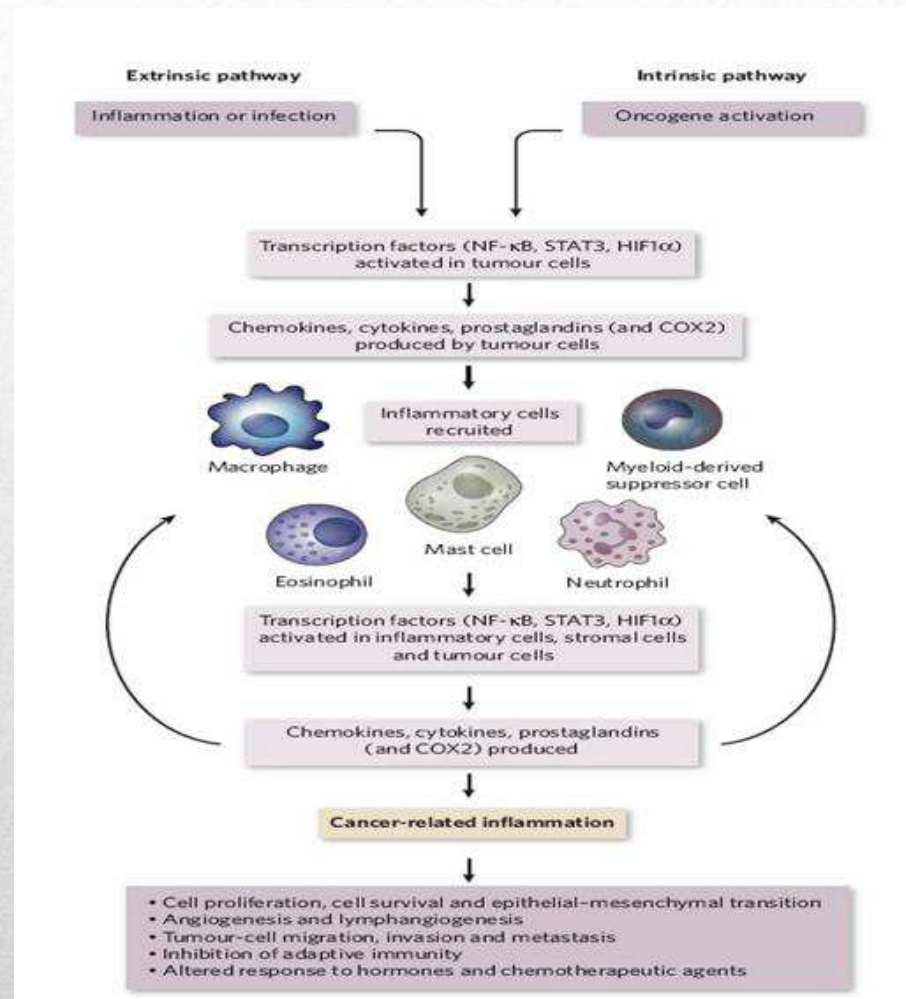 Extrinsic pathway
Intrinsic pathway
Inflammation or infection
Oncogene activation
Transcription factors (NF-κB, STAT3, HIF1α)
activated in tumour cells
Chemokines, cytokines, prostaglandins (and COX2)
produced by tumour cells
Inflammatory cells
recruited
Macrophage
Myeloid-derived
suppressor cell
Mast cell
Eosinophil
Neutrophil
Transcription factors (NF-κB, STAT3, HIF1α)
activated in inflammatory cells, stromal cells
and tumour cells
Chemokines, cytokines, prostaglandins
(and COX2) produced
Cancer-related inflammation
• Cell proliferation, cell survival and epithelial–mesenchymal transition
• Angiogenesis and lymphangiogenesis
• Tumour-cell migration, invasion and metastasis
• Inhibition of adaptive immunity
• Altered response to hormones and chemotherapeutic agents